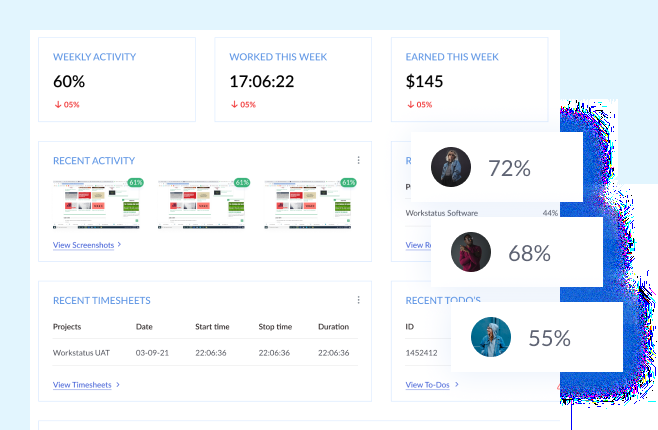 WEEKLY ACTIVITY
60%
↓ 05%
WORKED THIS WEEK
17:06:22
↓ 05%
EARNED THIS WEEK
$145
↓ 05%
RECENT ACTIVITY
61%
61%
61%
View Screenshots >
72%
Workstatus Software 44%
68%
RECENT TIMESHEETS
Projects Date Start time Stop time Duration
Workstatus UAT 03-09-21 22:06:36 22:06:36 22:06:36
View Timesheets >
RECENT TODO'S
ID
1452412
55%
View To-Dos >